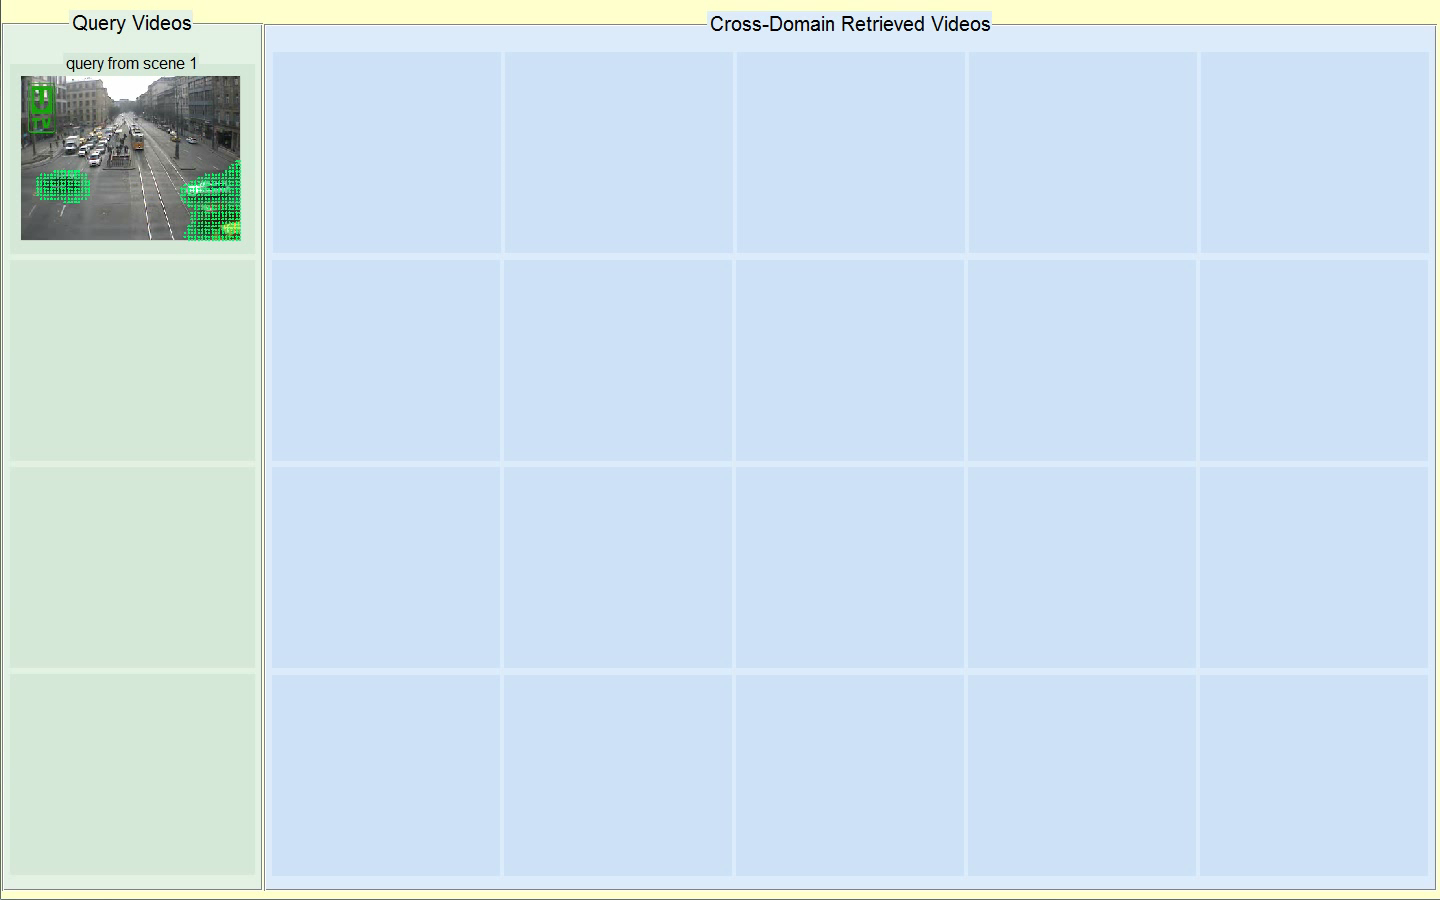 Query Videos
Cross-Domain Retrieved Videos
query from scene 1